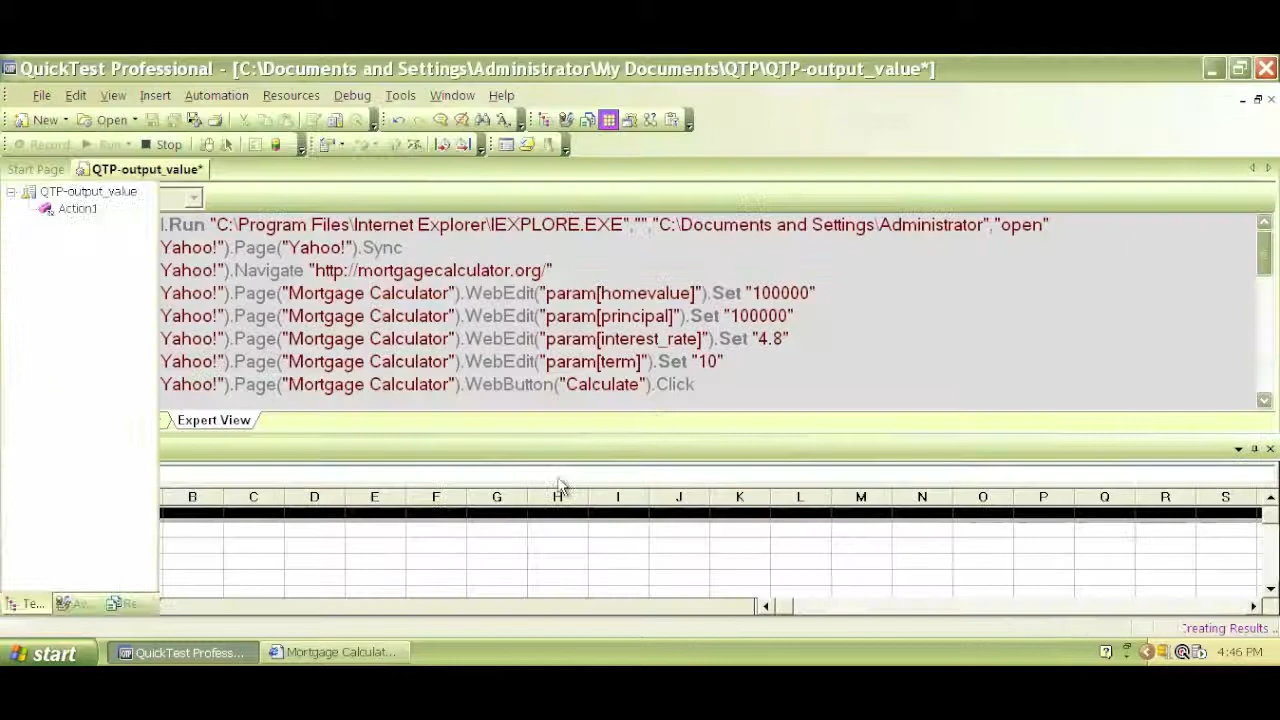 QuickTest Professional - [C:\Documents and Settings\Administrator\My Documents\QTP\QTP-output_value*]
File Edit View Insert Automation Resources Debug Tools Window Help
New Open
Record Run Stop
Start Page QTP-output_value*
QTP-output_value
Action1
l.Run "C:\Program Files\Internet Explorer\IEXPLORE.EXE","","C:\Documents and Settings\Administrator","open"
Yahoo!").Page("Yahoo!").Sync
Yahoo!").Navigate "http://mortgagecalculator.org/"
Yahoo!").Page("Mortgage Calculator").WebEdit("param[homevalue]").Set "100000"
Yahoo!").Page("Mortgage Calculator").WebEdit("param[principal]").Set "100000"
Yahoo!").Page("Mortgage Calculator").WebEdit("param[interest_rate]").Set "4.8"
Yahoo!").Page("Mortgage Calculator").WebEdit("param[term]").Set "10"
Yahoo!").Page("Mortgage Calculator").WebButton("Calculate").Click
Expert View
B C D E F G H I J K L M N O P Q R S
Te... Av... Re
Creating Results ..
start QuickTest Profess... Mortgage Calculat... 4:46 PM